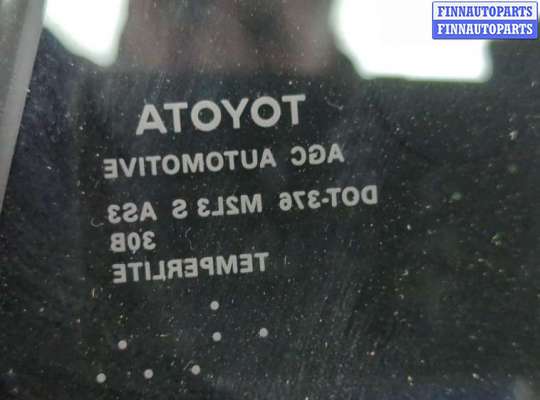 FINNAUTOPARTS
FINNAUTOPARTS
TOYOTA
AGC AUTOMOTIVE
DOT-376 M2L3 S AS3
30B
TEMPERLITE